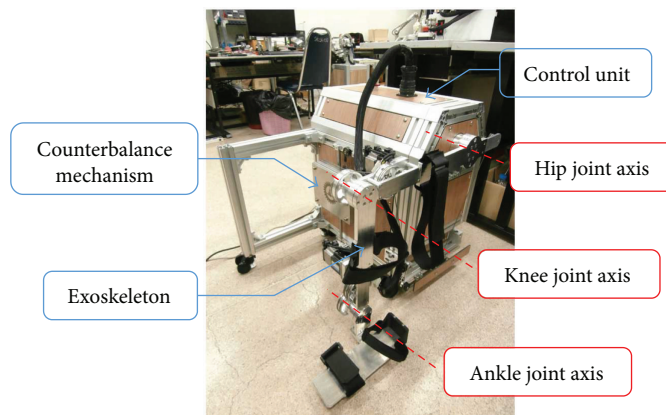 Control unit
Counterbalance
mechanism
Hip joint axis
Knee joint axis
Exoskeleton
Ankle joint axis